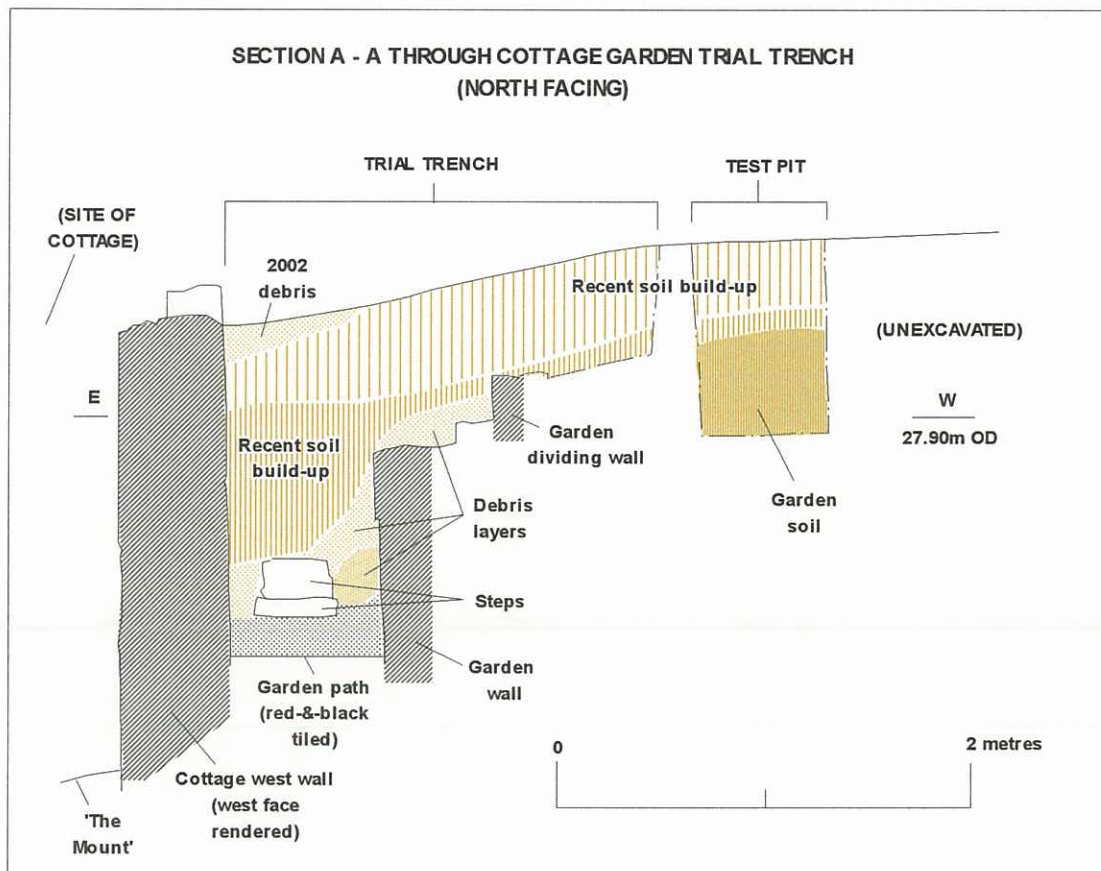 SECTION A - A THROUGH COTTAGE GARDEN TRIAL TRENCH
(NORTH FACING)
TRIAL TRENCH
TEST PIT
(SITE OF
COTTAGE)
2002
debris
Recent soil build-up
(UNEXCAVATED)
E
W
27.90m OD
Garden
dividing wall
Recent soil
build-up
Debris
layers
Garden
soil
Steps
Garden
wall
Garden path
(red-&-black
tiled)
0
2 metres
Cottage west wall
(west face
rendered)
'The
Mount'